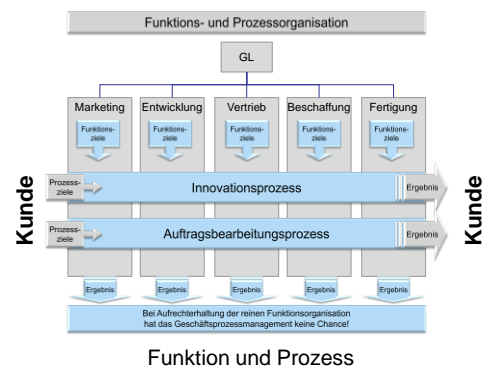 Funktions- und Prozessorganisation
GL
Marketing
Entwicklung
Vertrieb
Beschaffung
Fertigung
Funktions-
ziele
Funktions-
ziele
Funktions-
ziele
Funktions-
ziele
Funktions-
ziele
Kunde
Prozess-
ziele
Innovationsprozess
Ergebnis
Kunde
Prozess-
ziele
Auftragsbearbeitungsprozess
Ergebnis
Ergebnis
Ergebnis
Ergebnis
Ergebnis
Ergebnis
Bei Aufrechterhaltung der reinen Funktionsorganisation
hat das Geschäftsprozessmanagement keine Chance!
Funktion und Prozess